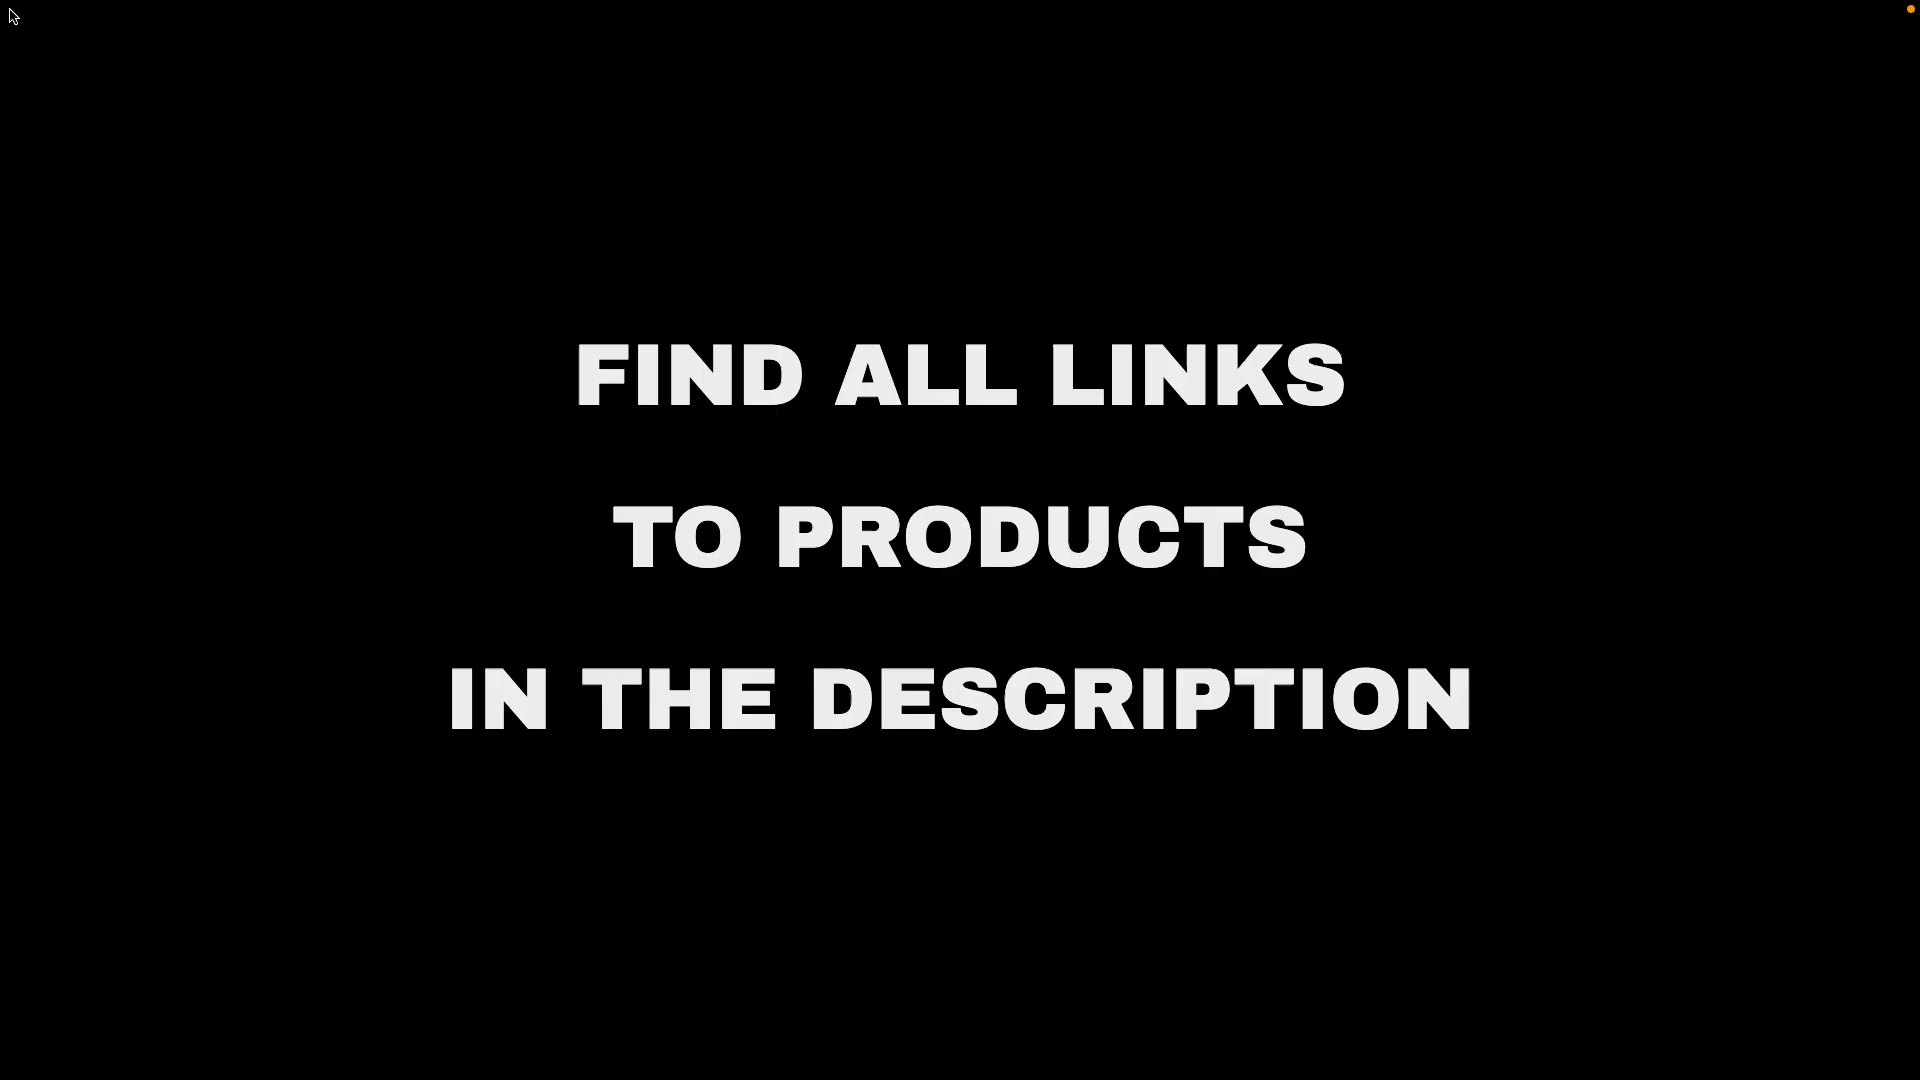 FIND ALL LINKS
TO PRODUCTS
IN THE DESCRIPTION